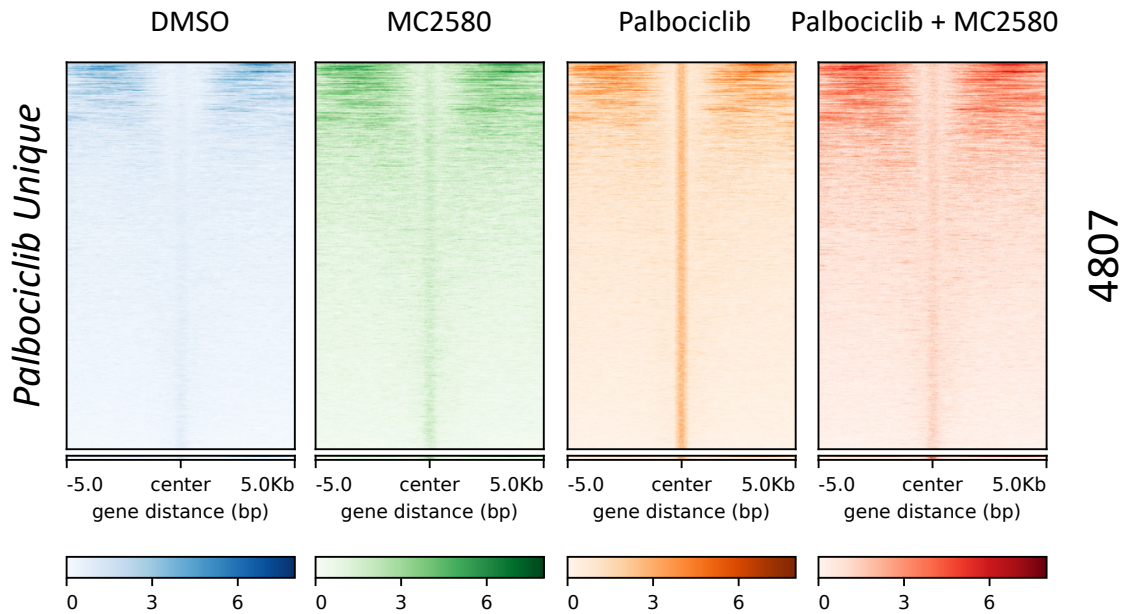 DMSO MC2580 Palbociclib Palbociclib + MC2580
Palbociclib Unique
4807
-5.0 center 5.0Kb -5.0 center 5.0Kb -5.0 center 5.0Kb -5.0 center 5.0Kb
gene distance (bp) gene distance (bp) gene distance (bp) gene distance (bp)
0 3 6 0 3 6 0 3 6 0 3 6